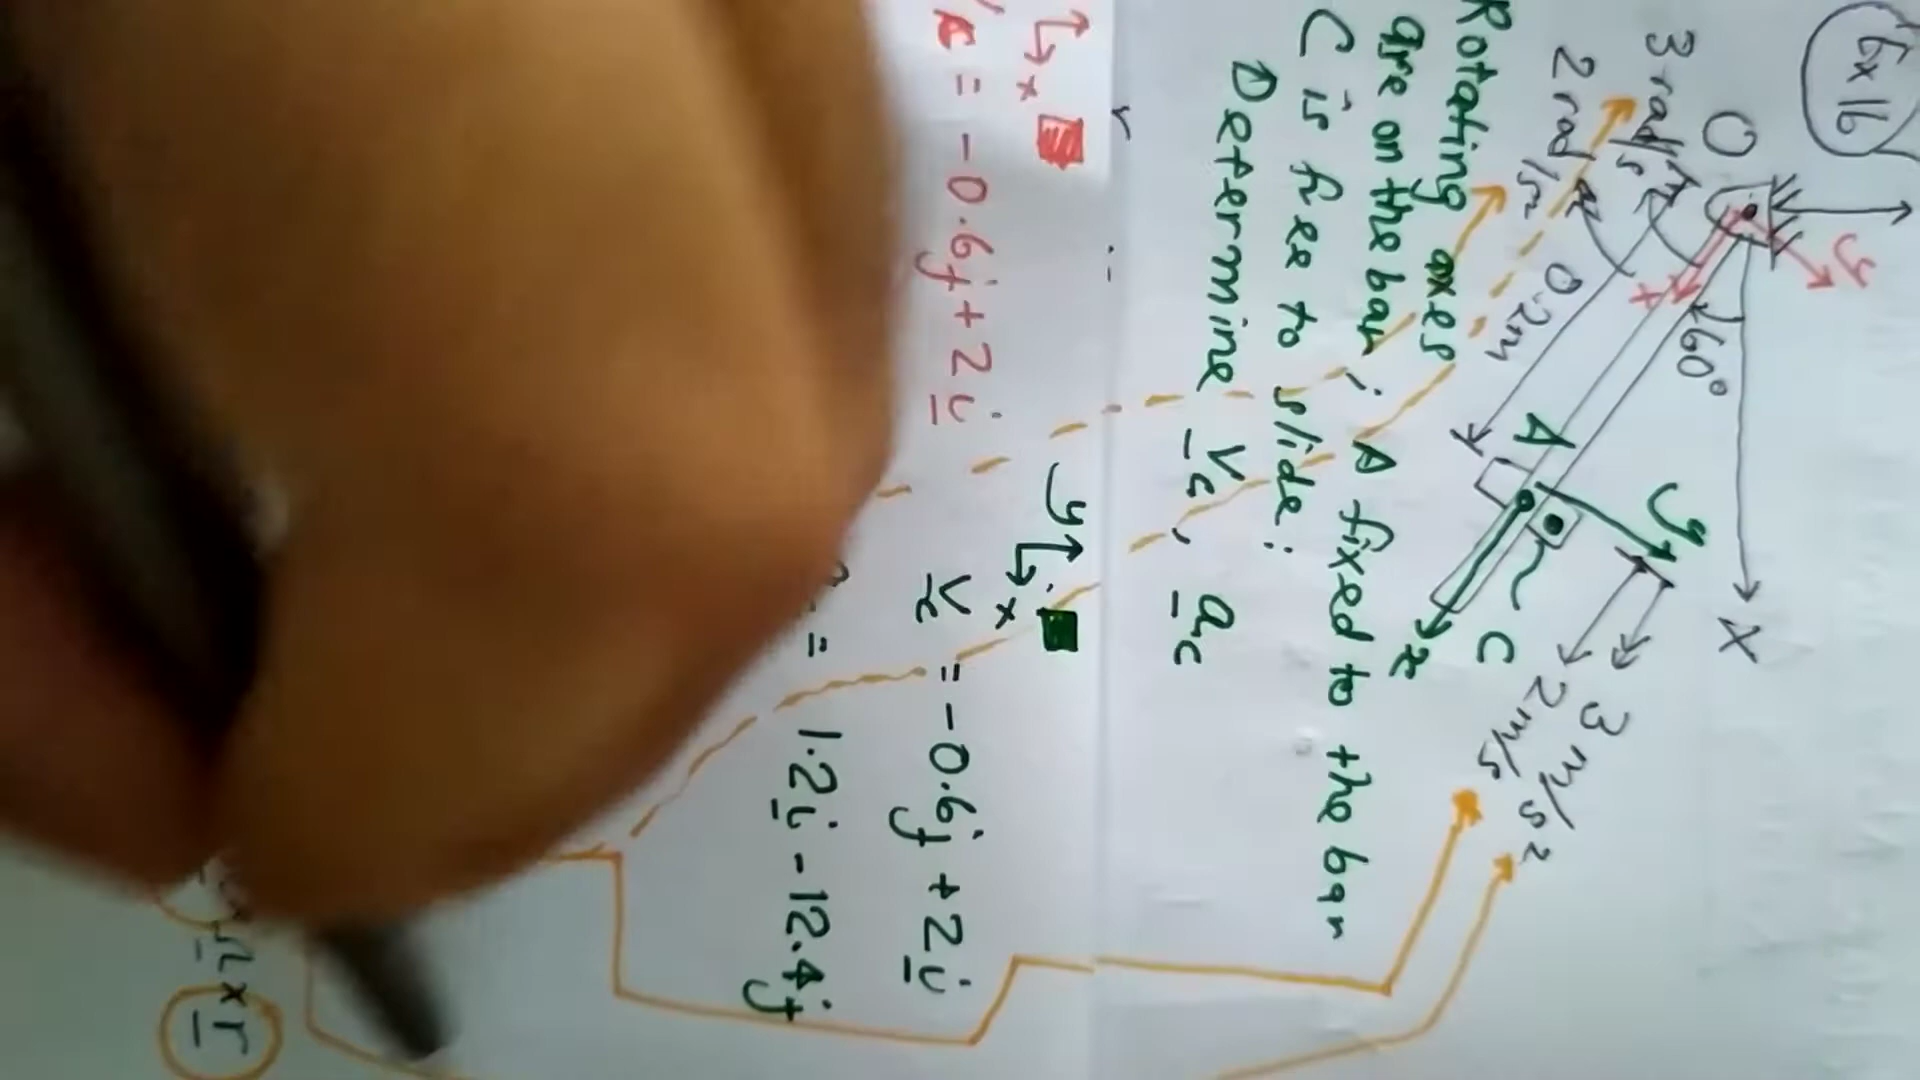 Ex 16
O
y
x
60°
X
3 rad/s
2 rad/s²
0.2m
A
y
C
x
3 m/s²
2 m/s
Rotating axes
are on the bar; A fixed to the bar
C is free to slide:
Determine V_c, a_c
x
y
x
= -0.6j + 2i
V_c = -0.6j + 2i
= 1.2i - 12.4j
Ω x r